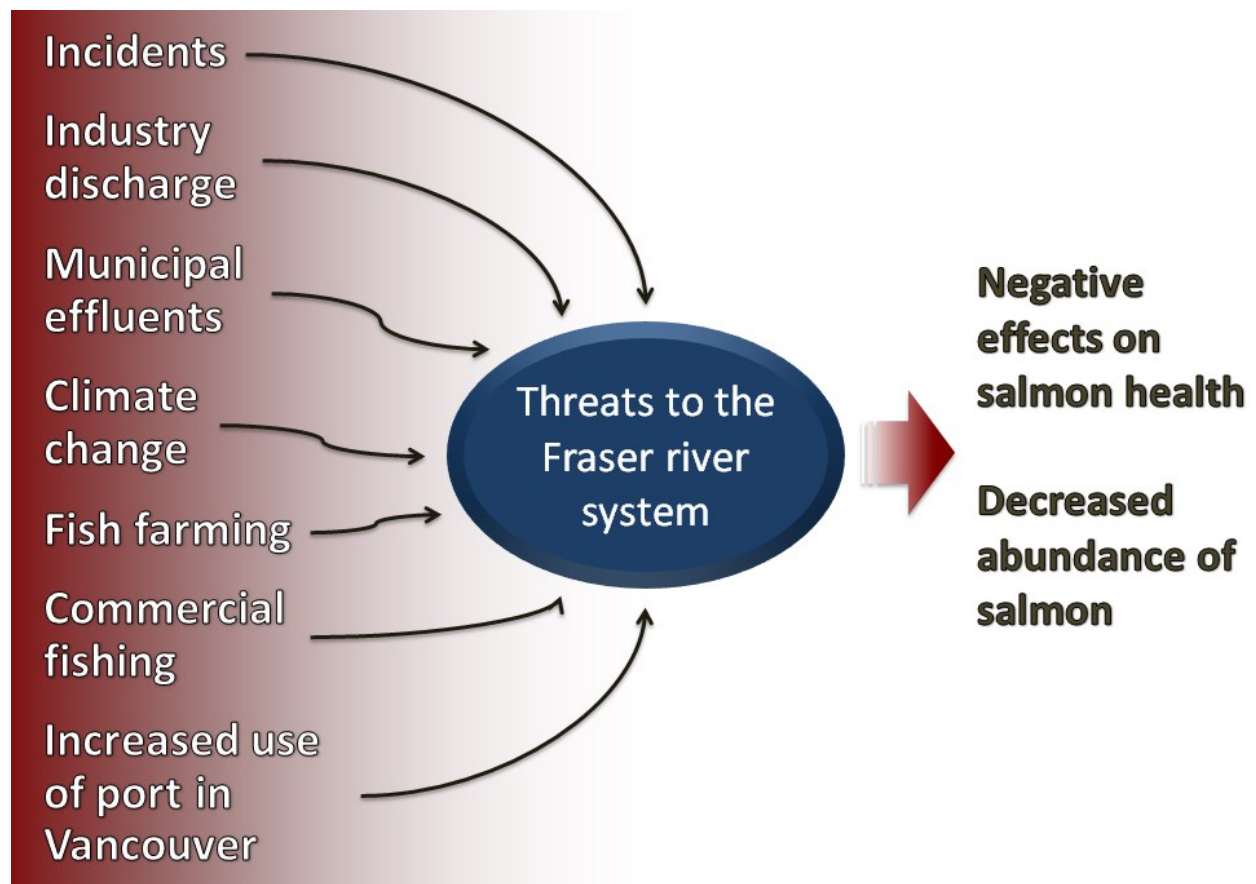 Incidents
Industry
discharge
Municipal
effluents
Climate
change
Fish farming
Commercial
fishing
Increased use
of port in
Vancouver
Threats to the
Fraser river
system
Negative
effects on
salmon health
Decreased
abundance of
salmon